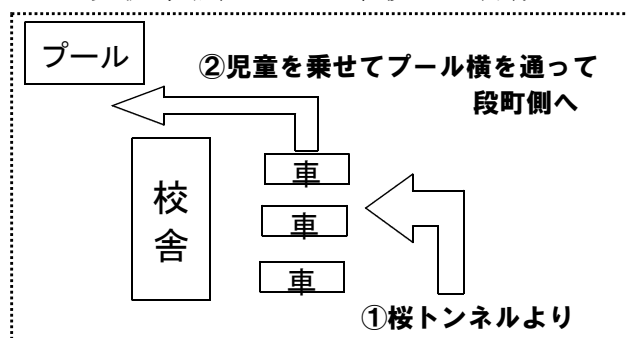 プール
②児童を乗せてプール横を通って
段町側へ
車
校舎
車
車
①桜トンネルより